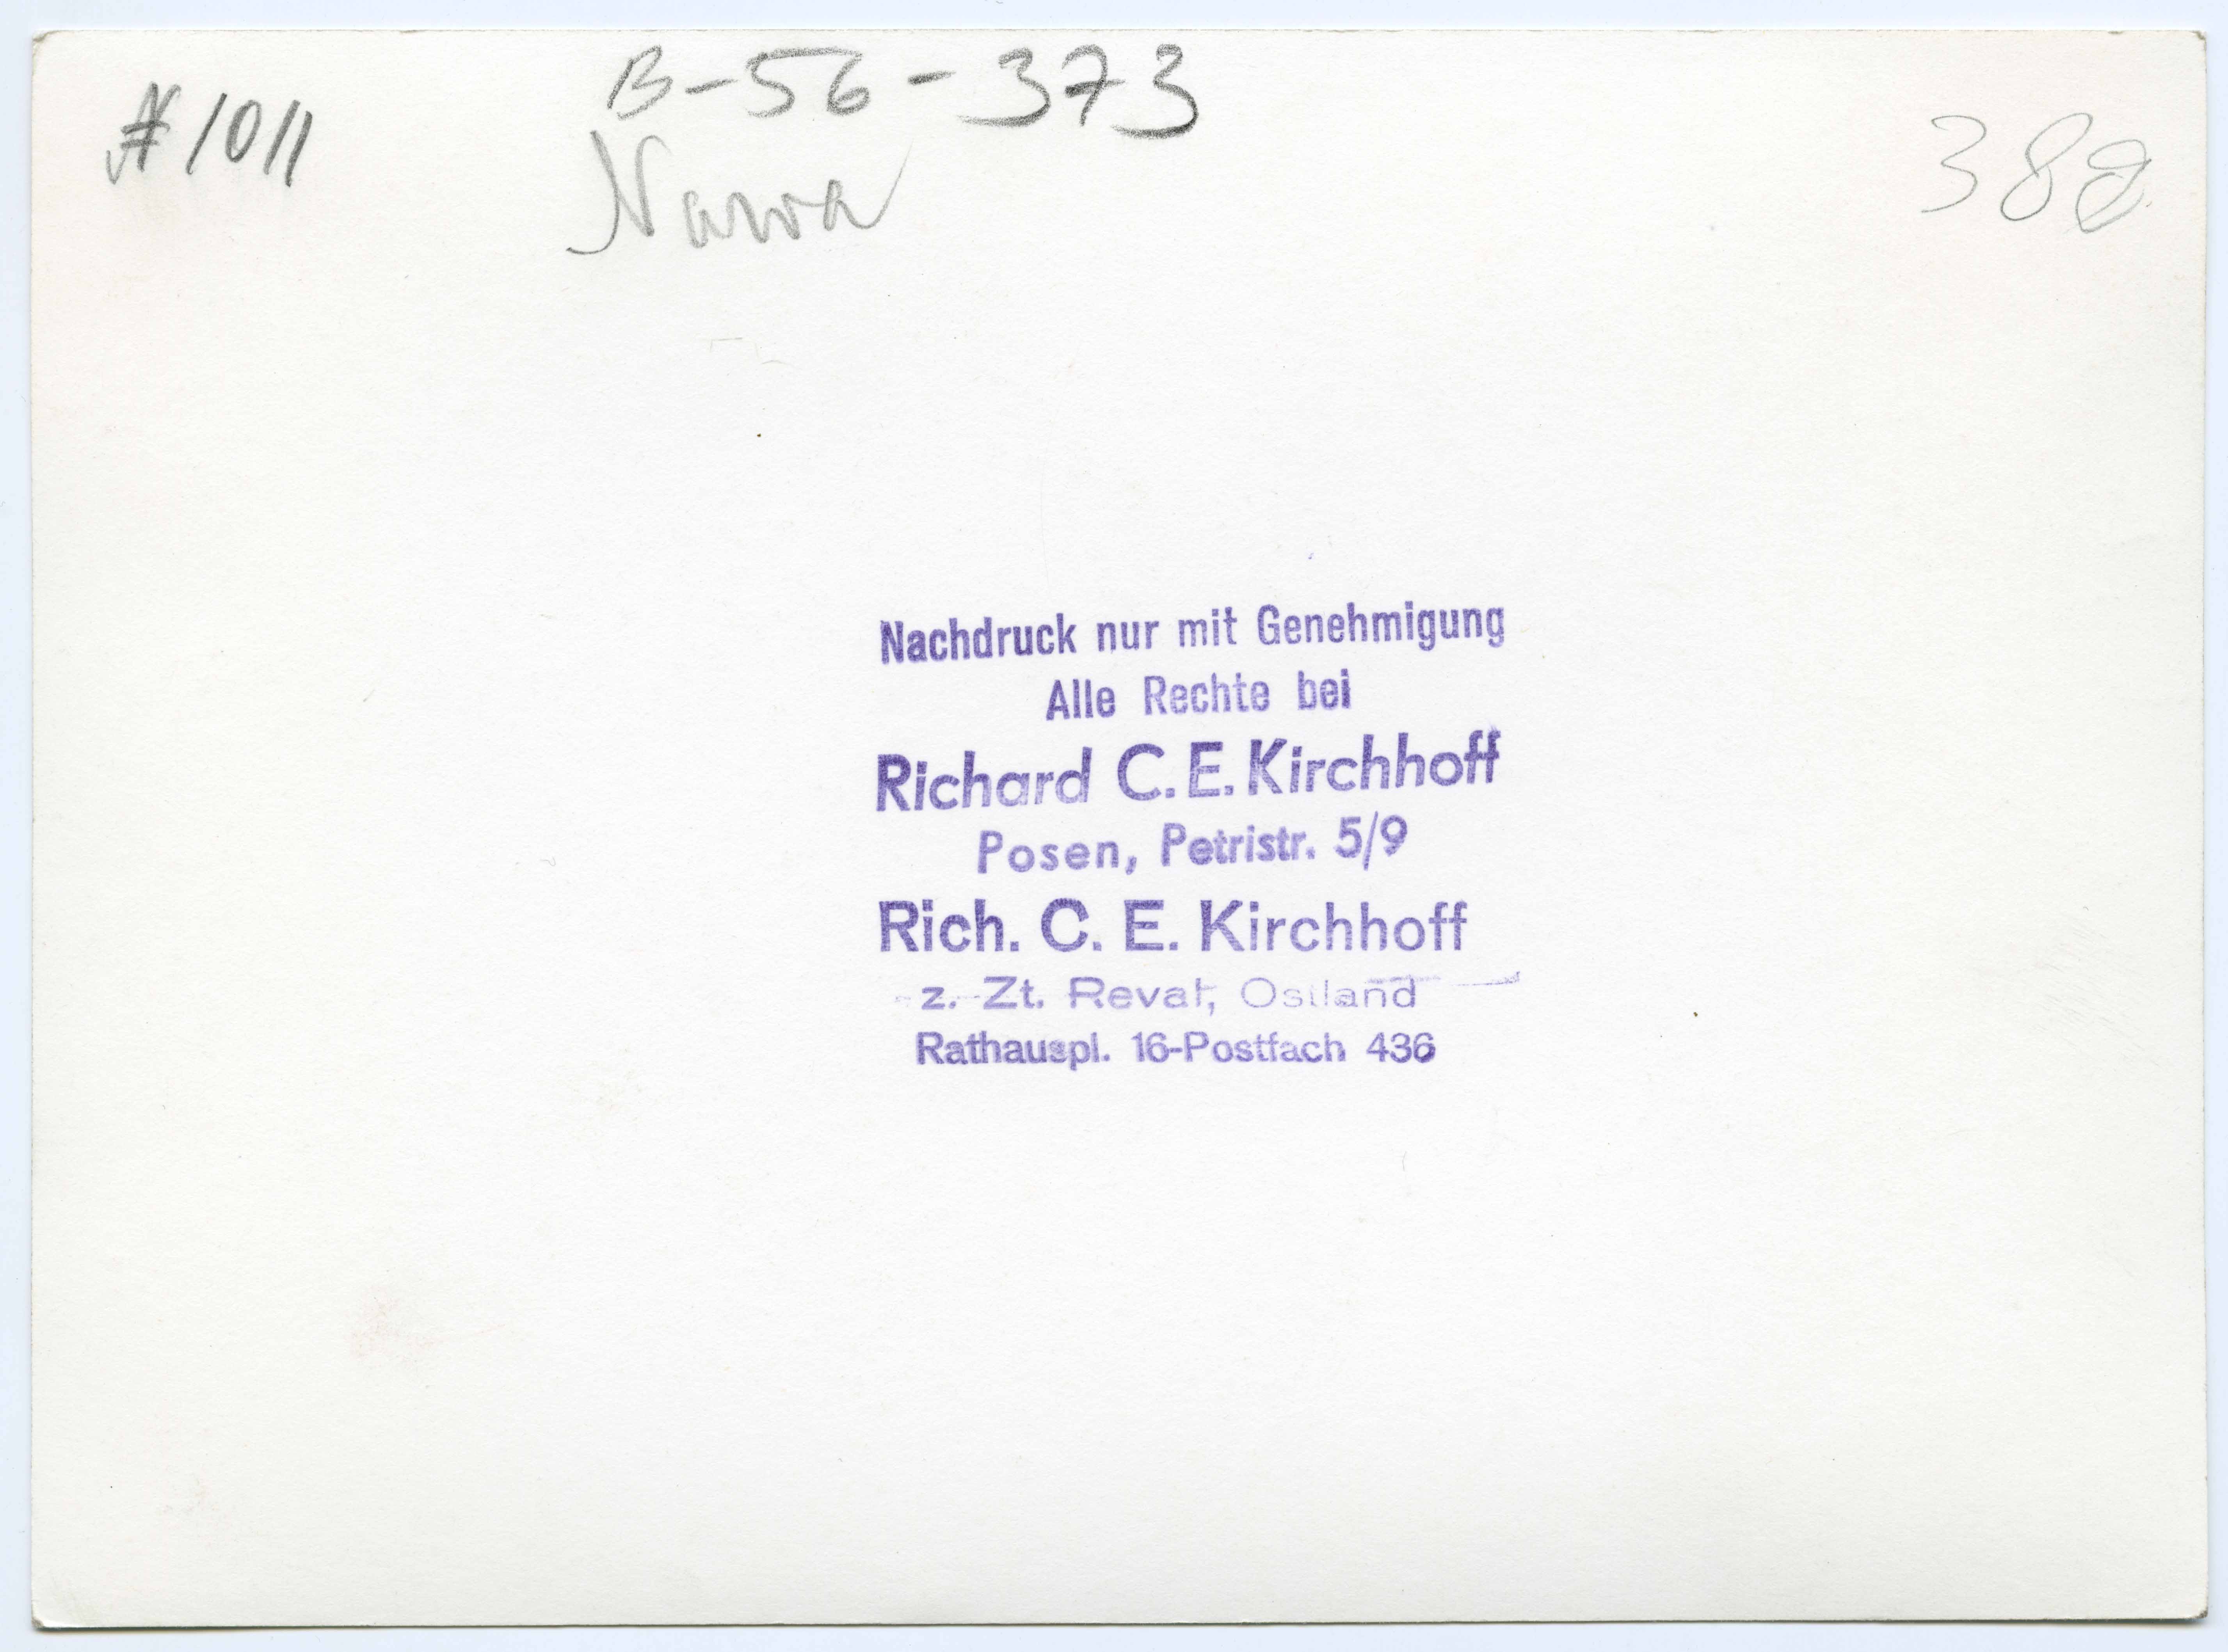 #1011
B-56-373
Narva
388
Nachdruck nur mit Genehmigung
Alle Rechte bei
Richard C. E. Kirchhoff
Posen, Petristr. 5/9
Rich. C. E. Kirchhoff
z. Zt. Reval, Ostland
Rathauspl. 16-Postfach 436